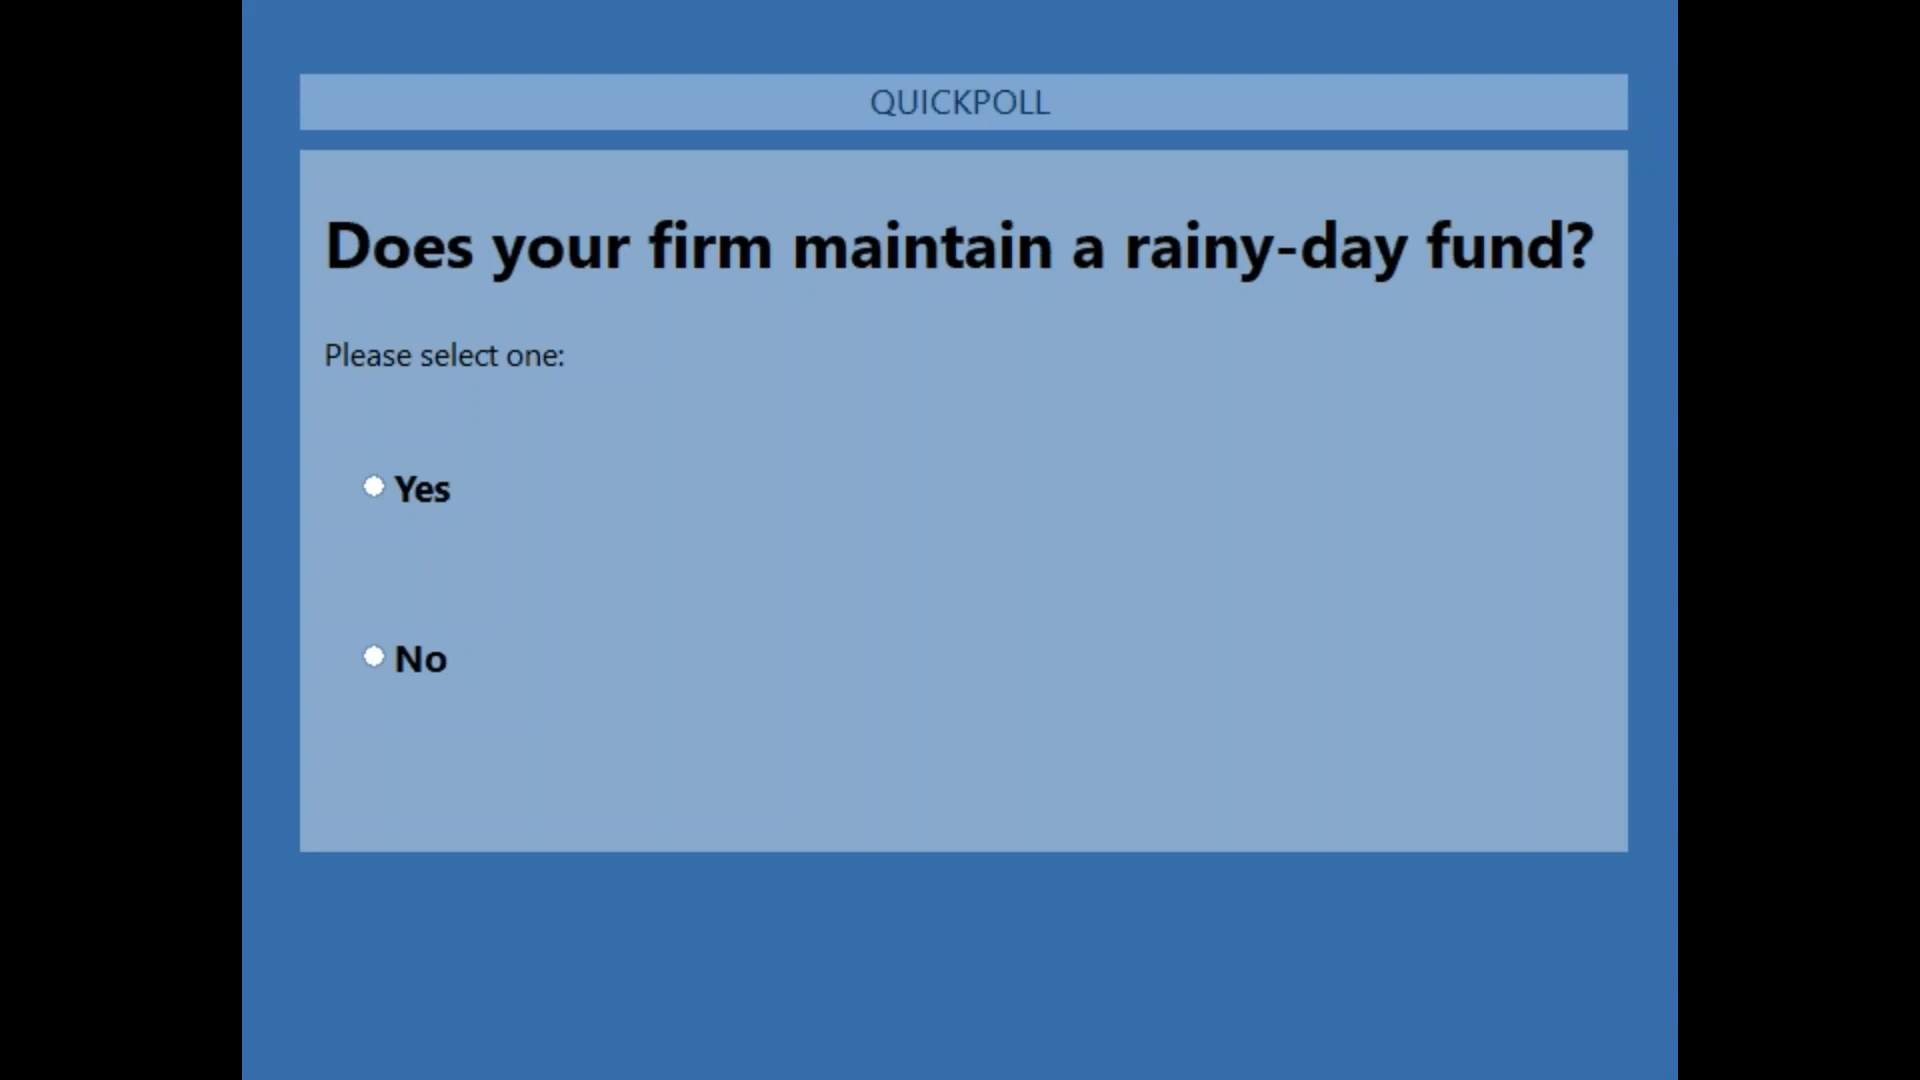 QUICKPOLL
Does your firm maintain a rainy-day fund?
Please select one:
Yes
No